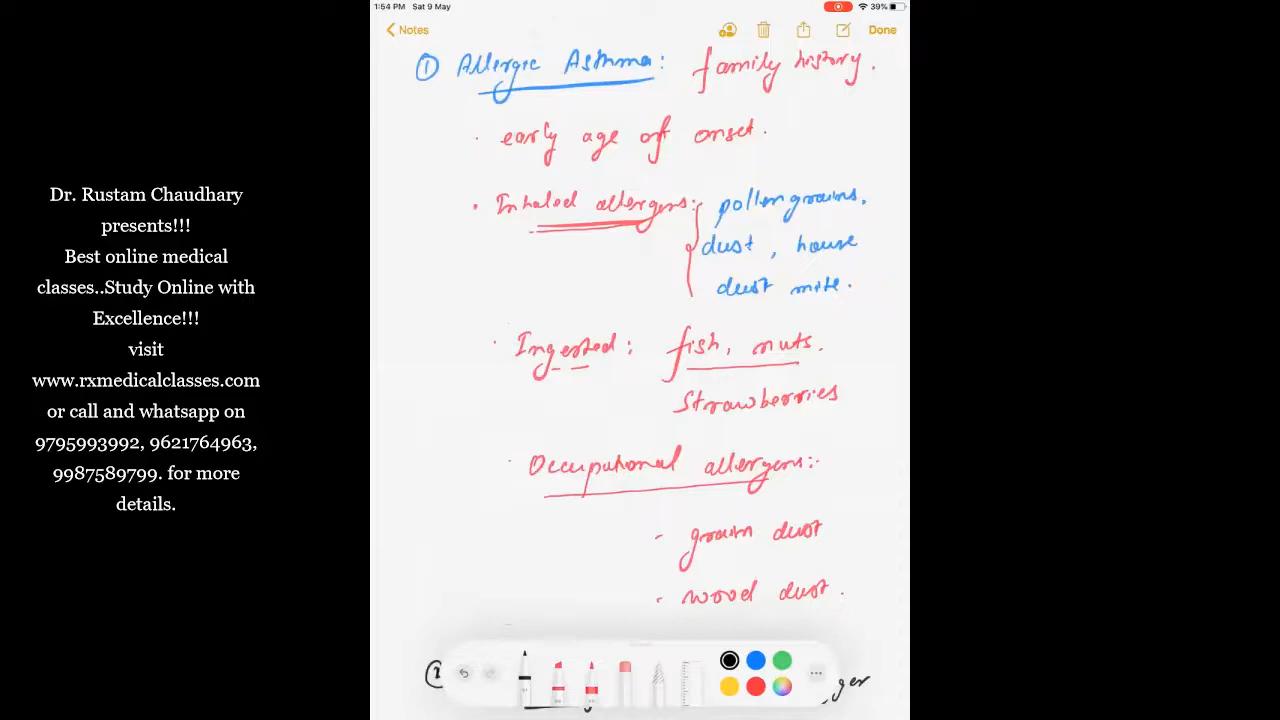 1:54 PM Sat 9 May
39%
Notes
Done
① Allergic Asthma: family history.
· early age of onset.
· Inhaled allergens: pollen grains,
dust, house
dust mite.
· Ingested: fish, nuts.
Strawberries
· Occupational allergens:-
- grain dust
- wood dust.
ger
Dr. Rustam Chaudhary
presents!!!
Best online medical
classes..Study Online with
Excellence!!!
visit
www.rxmedicalclasses.com
or call and whatsapp on
9795993992, 9621764963,
9987589799. for more
details.